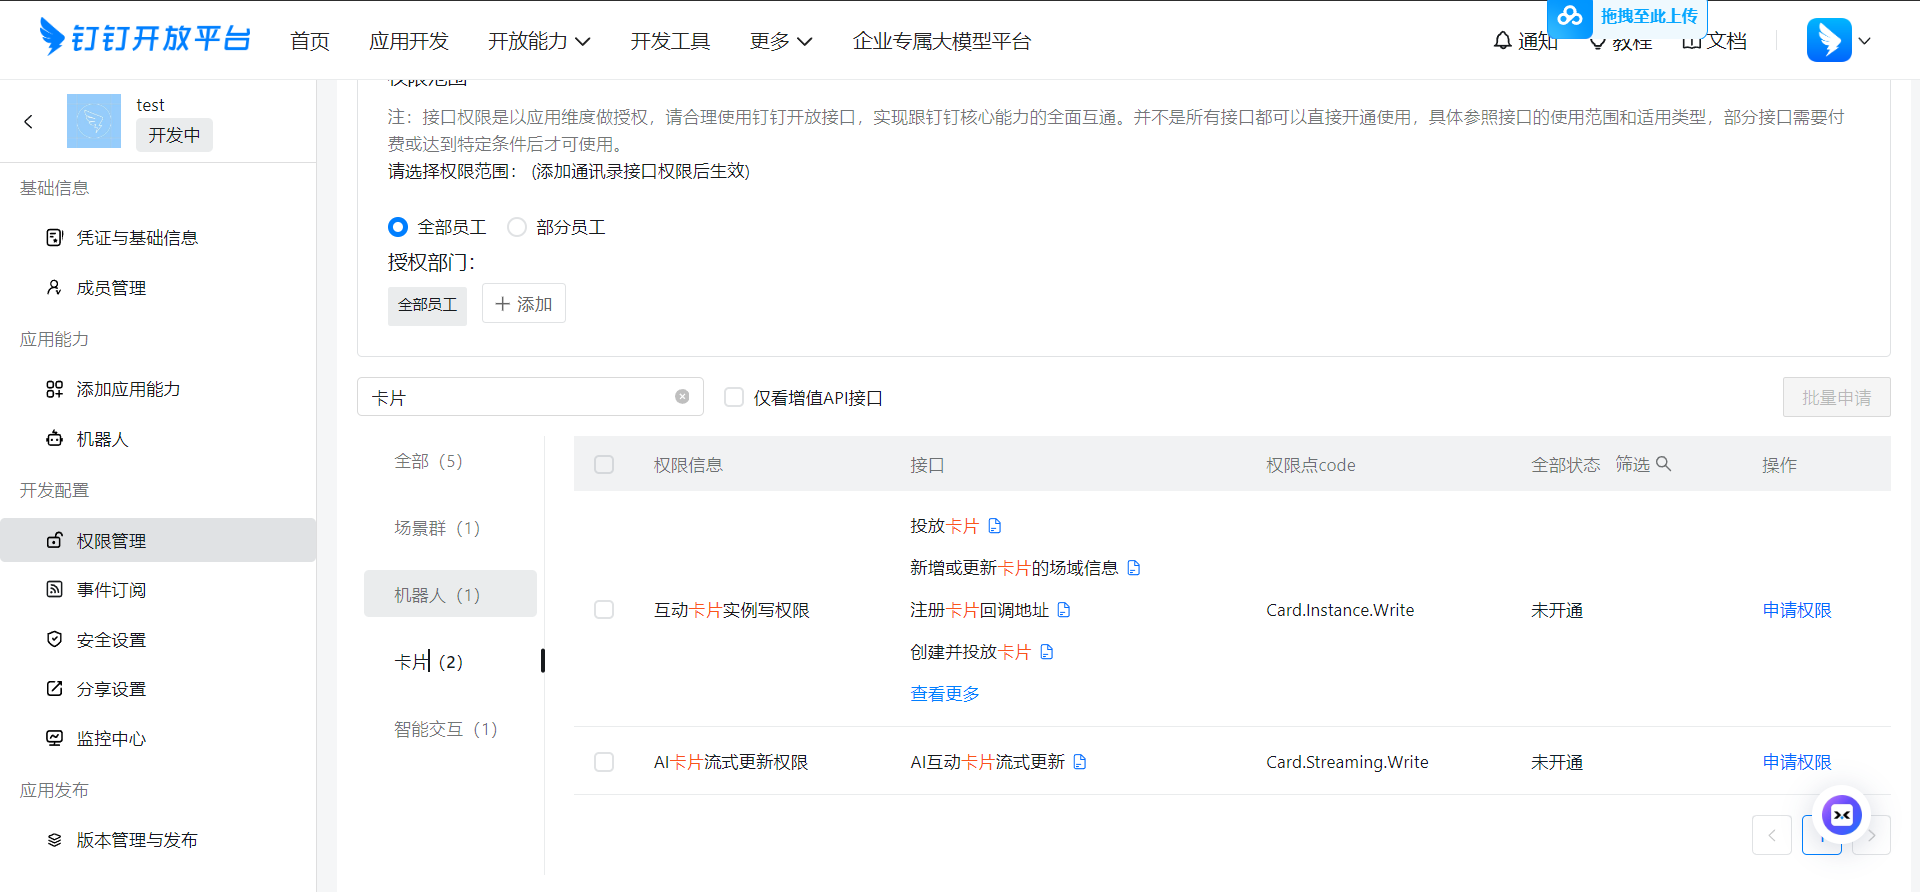 拖拽至此上传
钉钉开放平台
首页
应用开发
开放能力
开发工具
更多
企业专属大模型平台
通知
教程
文档
test
开发中
基础信息
凭证与基础信息
成员管理
应用能力
添加应用能力
机器人
开发配置
权限管理
事件订阅
安全设置
分享设置
监控中心
应用发布
版本管理与发布
权限范围
注：接口权限是以应用维度做授权，请合理使用钉钉开放接口，实现跟钉钉核心能力的全面互通。并不是所有接口都可以直接开通使用，具体参照接口的使用范围和适用类型，部分接口需要付
费或达到特定条件后才可使用。
请选择权限范围： (添加通讯录接口权限后生效)
全部员工
部分员工
授权部门：
全部员工
添加
卡片
仅看增值API接口
批量申请
全部（5）
场景群（1）
机器人（1）
卡片（2）
智能交互（1）
权限信息
接口
权限点code
全部状态
筛选
操作
互动卡片实例写权限
投放卡片
新增或更新卡片的场域信息
注册卡片回调地址
创建并投放卡片
查看更多
Card.Instance.Write
未开通
申请权限
AI卡片流式更新权限
AI互动卡片流式更新
Card.Streaming.Write
未开通
申请权限